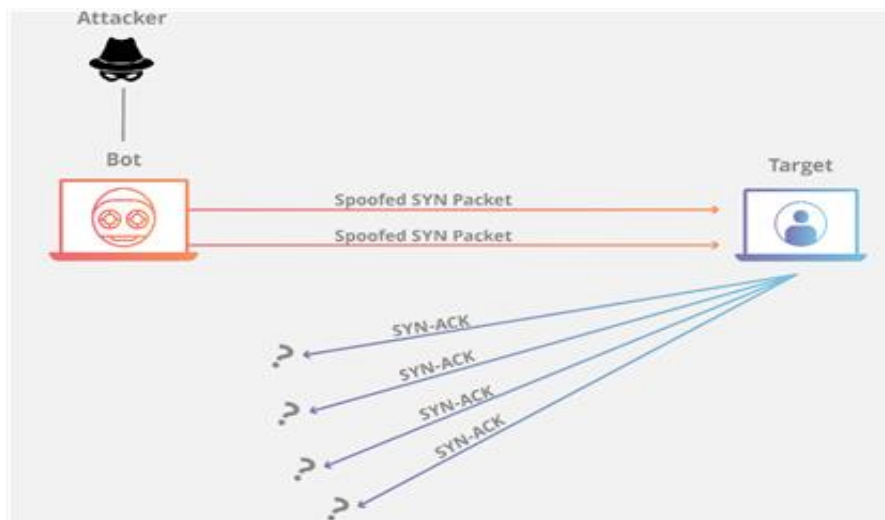 Attacker
Bot
Target
Spoofed SYN Packet
Spoofed SYN Packet
SYN-ACK
?
SYN-ACK
?
SYN-ACK
?
SYN-ACK
?